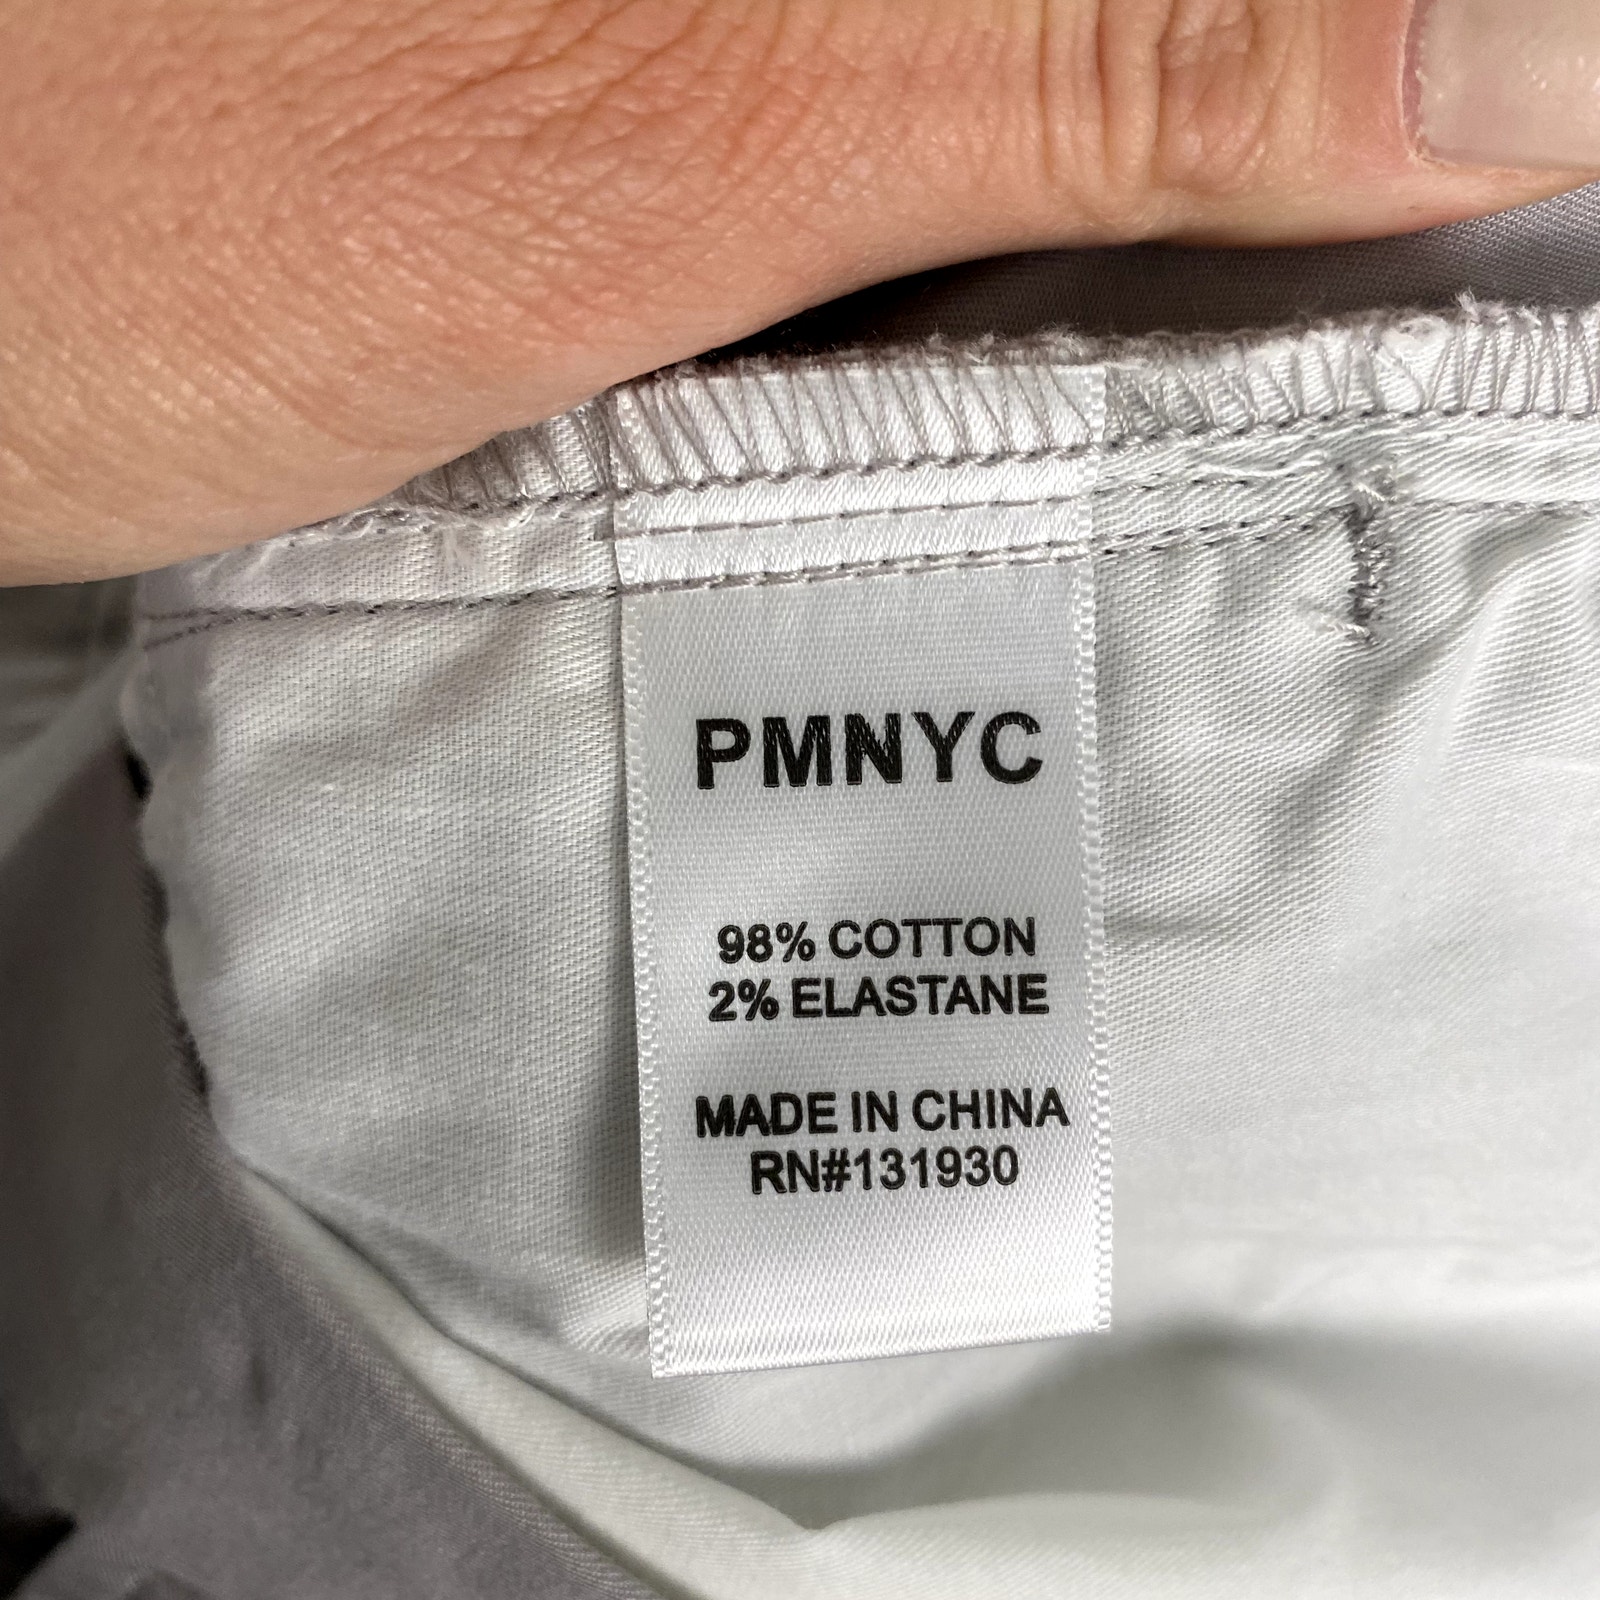 PMNYC
98% COTTON
2% ELASTANE
MADE IN CHINA
RN#131930